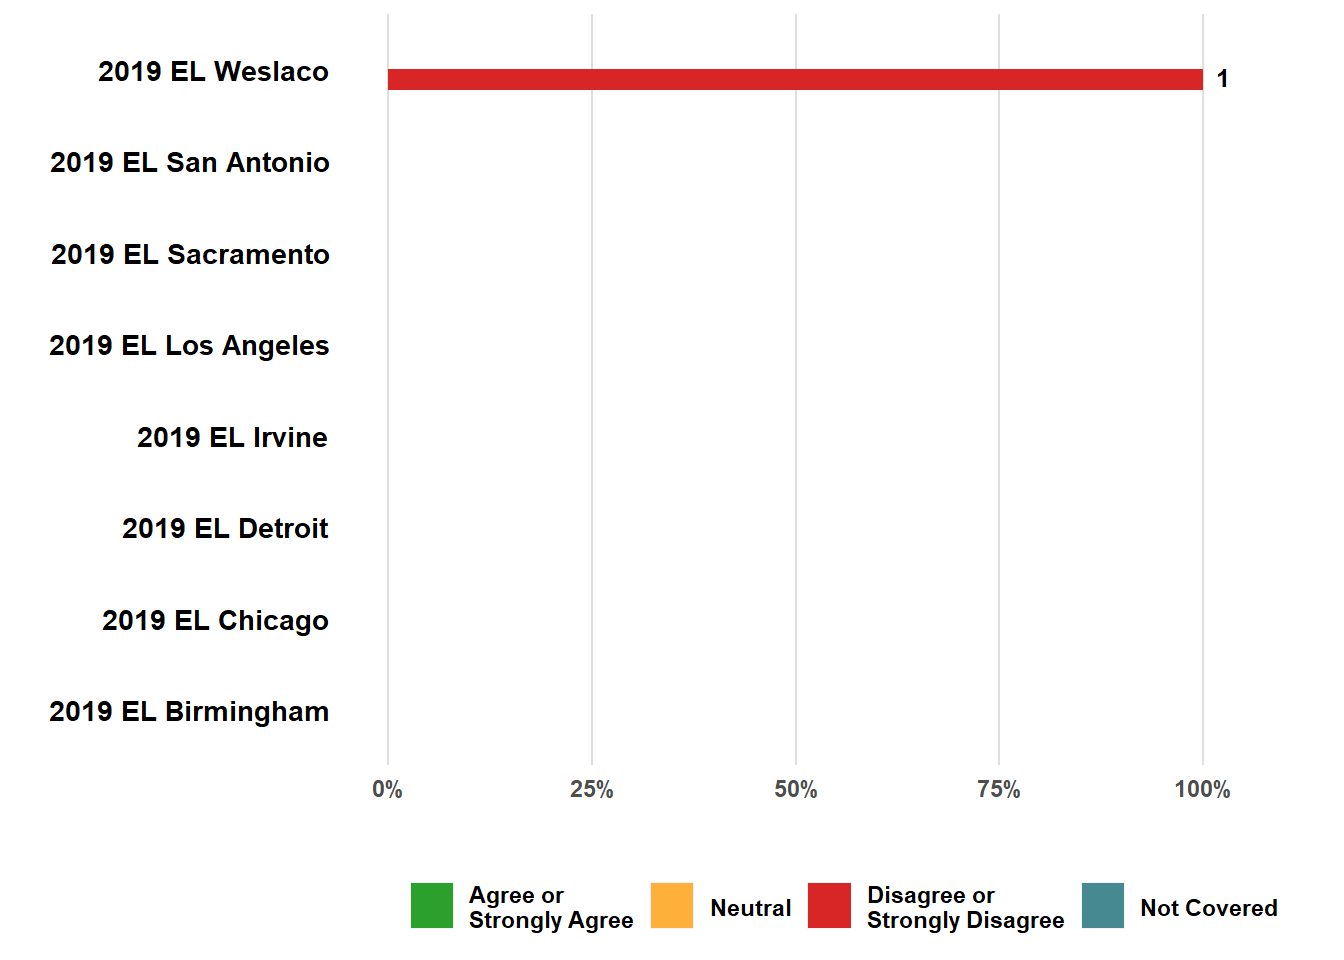 2019 EL Weslaco
1
2019 EL San Antonio
2019 EL Sacramento
2019 EL Los Angeles
2019 EL Irvine
2019 EL Detroit
2019 EL Chicago
2019 EL Birmingham
0% 25% 50% 75% 100%
Agree or
Strongly Agree
Neutral
Disagree or
Strongly Disagree
Not Covered